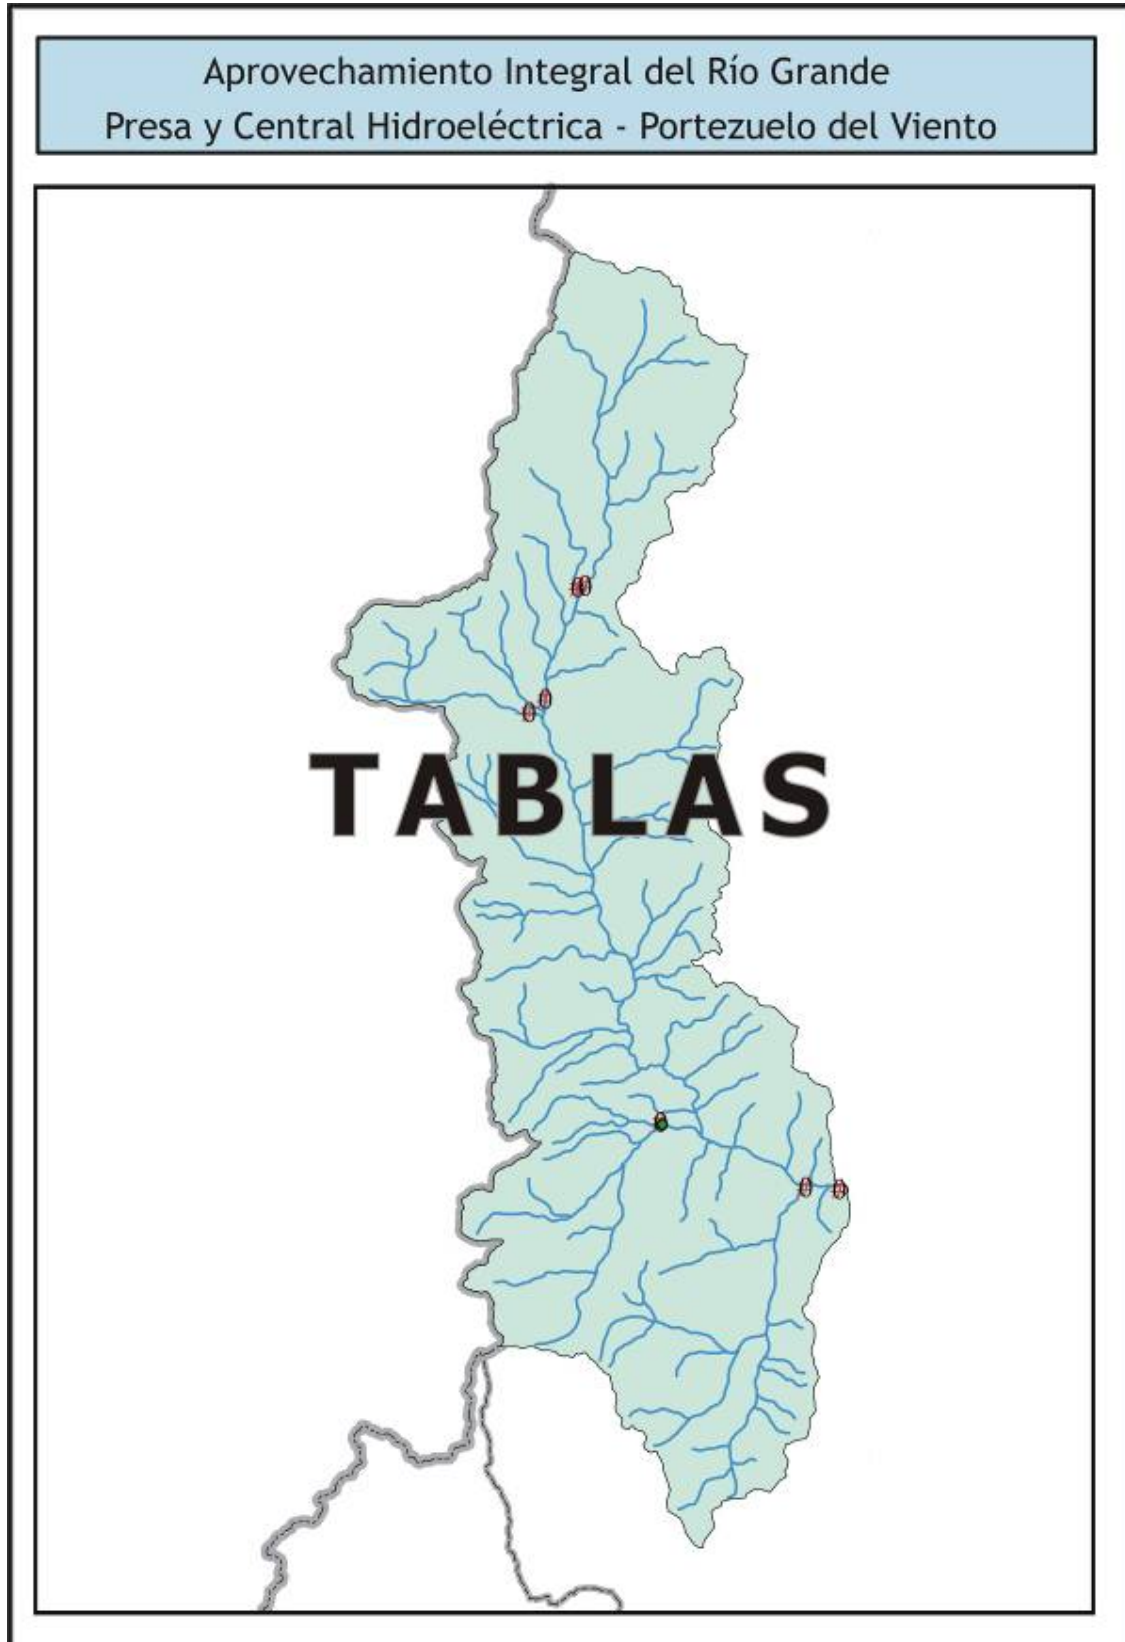 Aprovechamiento Integral del Río Grande
Presa y Central Hidroeléctrica - Portezuelo del Viento
TABLAS